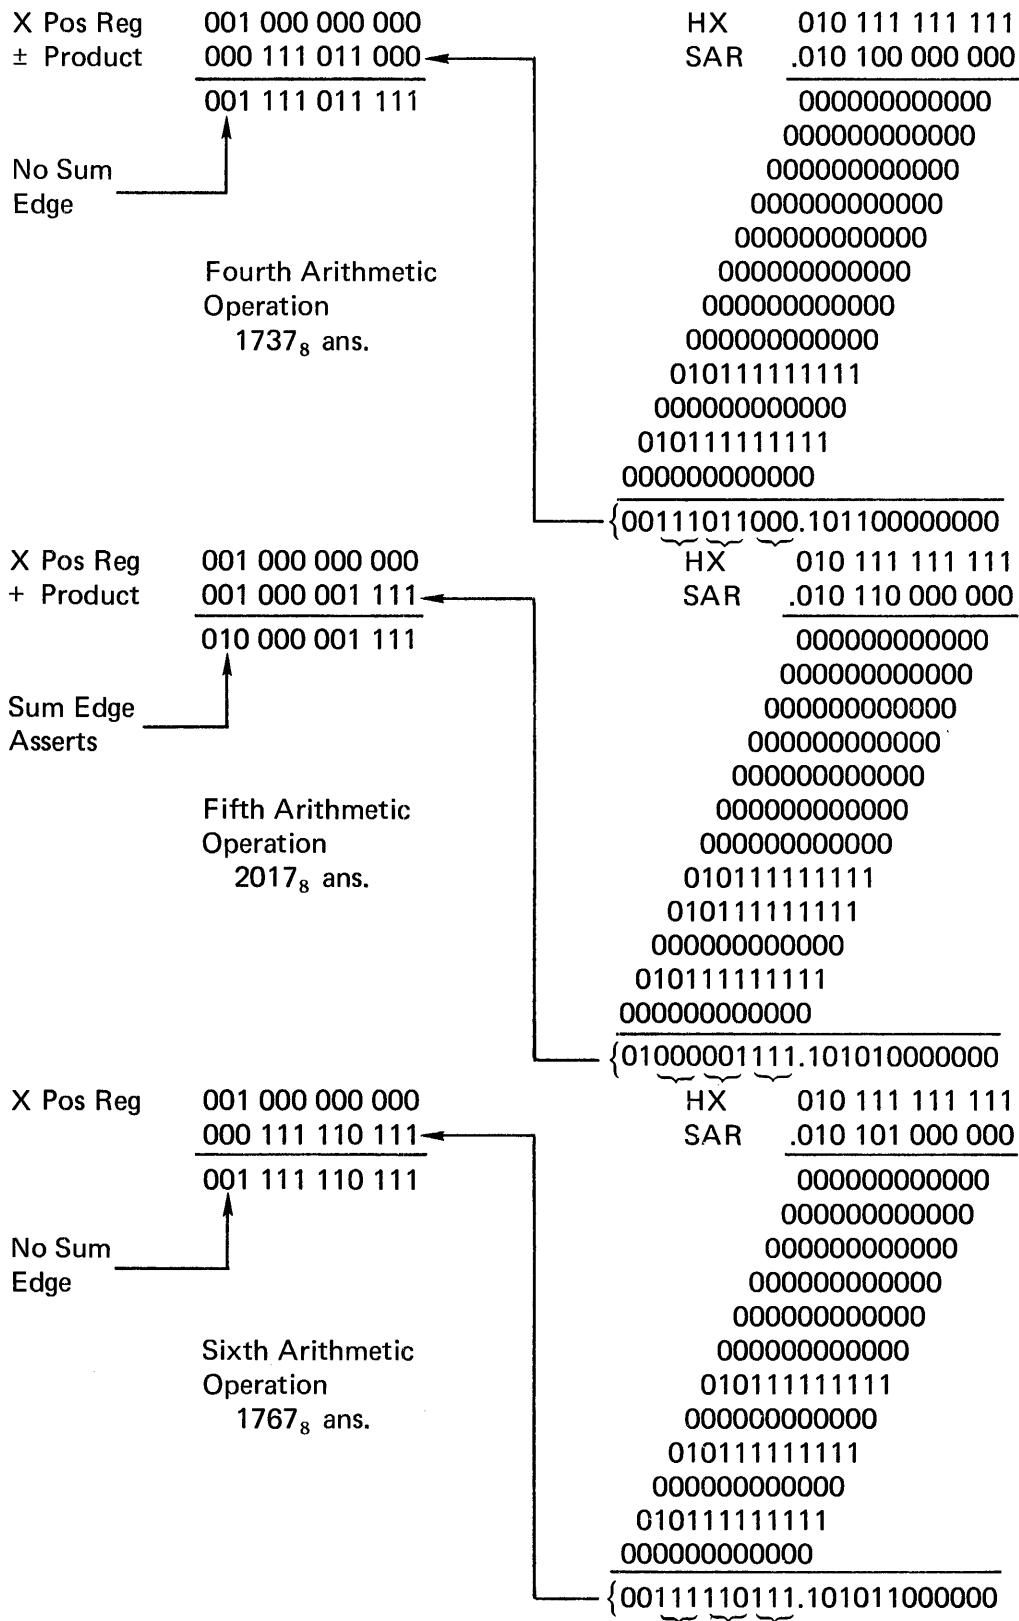 X Pos Reg 001 000 000 000
± Product 000 111 011 000
001 111 011 111
No Sum
Edge
Fourth Arithmetic
Operation
1737₈ ans.
HX 010 111 111 111
SAR .010 100 000 000
000000000000
000000000000
000000000000
000000000000
000000000000
000000000000
000000000000
000000000000
010111111111
000000000000
010111111111
000000000000
{00111011000.101100000000
X Pos Reg 001 000 000 000
+ Product 001 000 001 111
010 000 001 111
Sum Edge
Asserts
Fifth Arithmetic
Operation
2017₈ ans.
HX 010 111 111 111
SAR .010 110 000 000
000000000000
000000000000
000000000000
000000000000
000000000000
000000000000
000000000000
010111111111
010111111111
000000000000
010111111111
000000000000
{01000001111.101010000000
X Pos Reg 001 000 000 000
000 111 110 111
001 111 110 111
No Sum
Edge
Sixth Arithmetic
Operation
1767₈ ans.
HX 010 111 111 111
SAR .010 101 000 000
000000000000
000000000000
000000000000
000000000000
000000000000
000000000000
010111111111
000000000000
010111111111
000000000000
010111111111
000000000000
{00111110111.101011000000